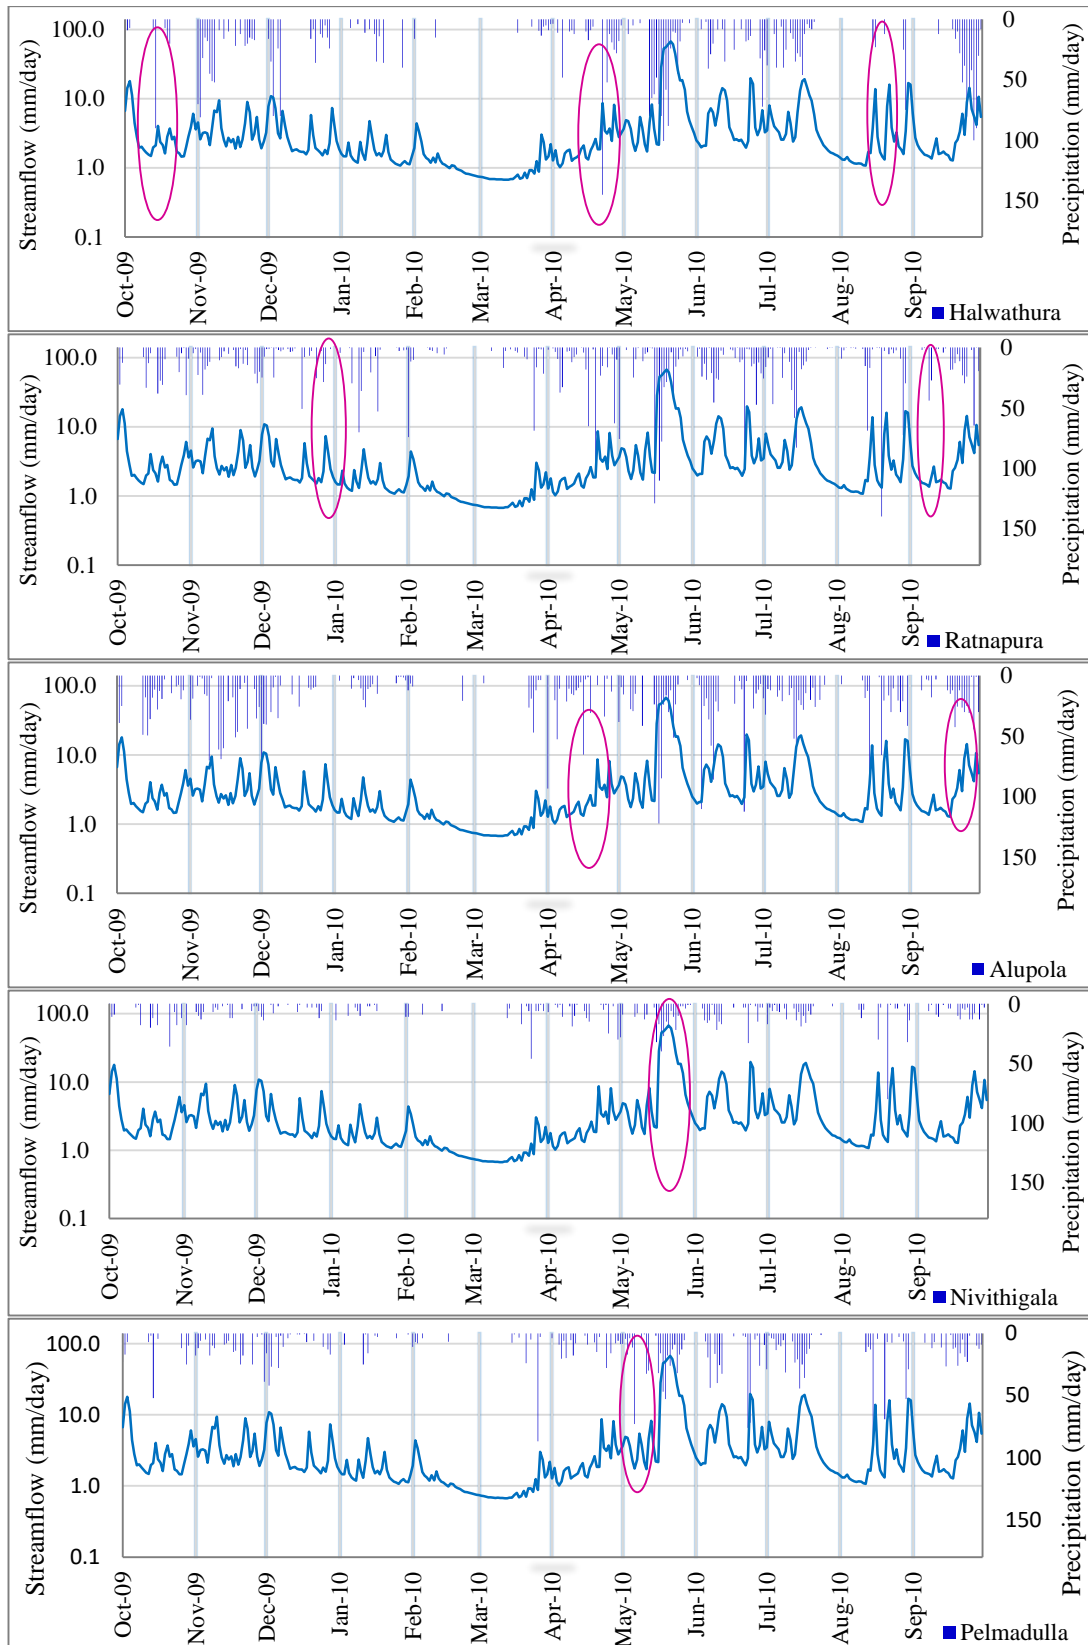 Streamflow (mm/day)
100.0
10.0
1.0
0.1
0
50
100
150
Precipitation (mm/day)
Oct-09
Nov-09
Dec-09
Jan-10
Feb-10
Mar-10
Apr-10
May-10
Jun-10
Jul-10
Aug-10
Sep-10
Halwathura
Streamflow (mm/day)
100.0
10.0
1.0
0.1
0
50
100
150
Precipitation (mm/day)
Oct-09
Nov-09
Dec-09
Jan-10
Feb-10
Mar-10
Apr-10
May-10
Jun-10
Jul-10
Aug-10
Sep-10
Ratnapura
Streamflow (mm/day)
100.0
10.0
1.0
0.1
0
50
100
150
Precipitation (mm/day)
Oct-09
Nov-09
Dec-09
Jan-10
Feb-10
Mar-10
Apr-10
May-10
Jun-10
Jul-10
Aug-10
Sep-10
Alupola
Streamflow (mm/day)
100.0
10.0
1.0
0.1
0
50
100
150
Precipitation (mm/day)
Oct-09
Nov-09
Dec-09
Jan-10
Feb-10
Mar-10
Apr-10
May-10
Jun-10
Jul-10
Aug-10
Sep-10
Nivithigala
Streamflow (mm/day)
100.0
10.0
1.0
0.1
0
50
100
150
Precipitation (mm/day)
Oct-09
Nov-09
Dec-09
Jan-10
Feb-10
Mar-10
Apr-10
May-10
Jun-10
Jul-10
Aug-10
Sep-10
Pelmadulla